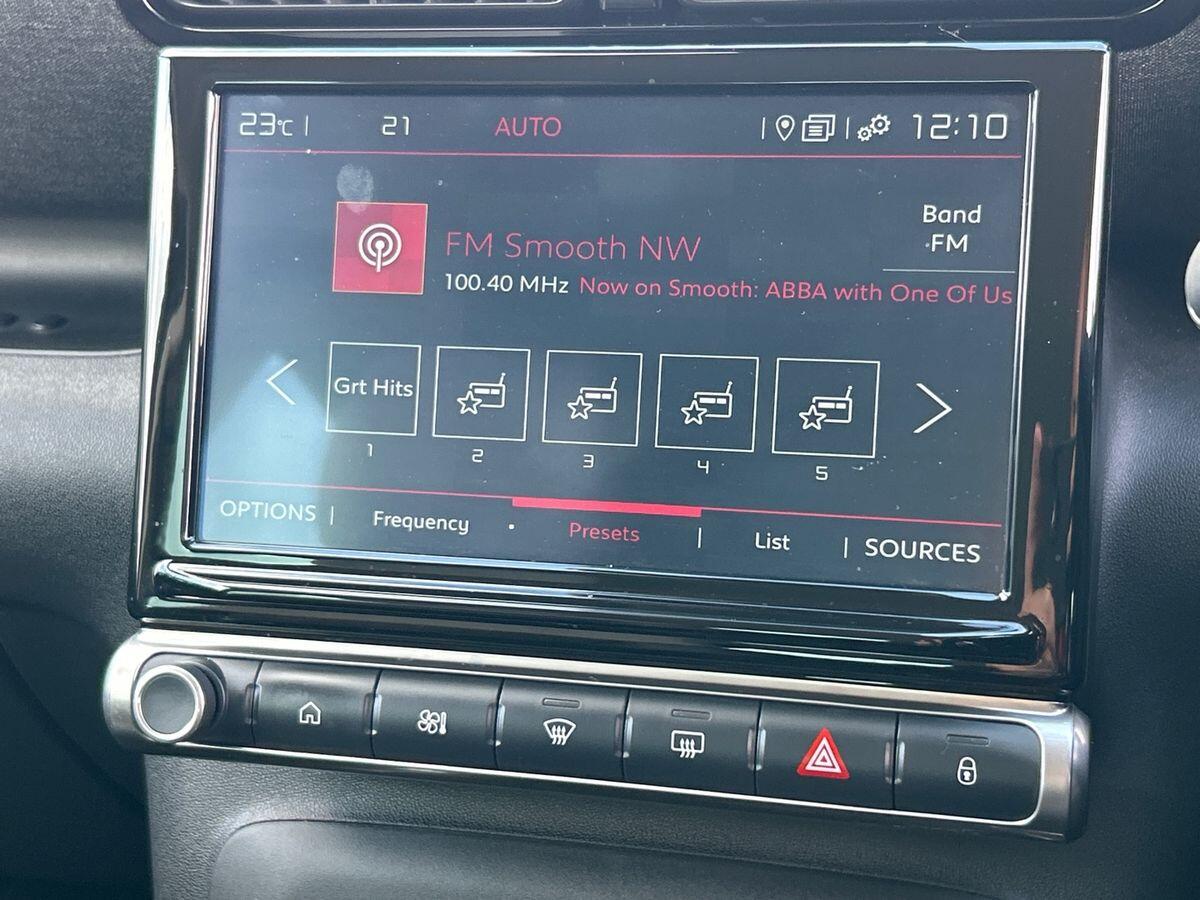 23°C | 21 AUTO 12:10
Band
FM
FM Smooth NW
100.40 MHz Now on Smooth: ABBA with One Of Us
Grt Hits
1 2 3 4 5
OPTIONS | Frequency Presets | List | SOURCES